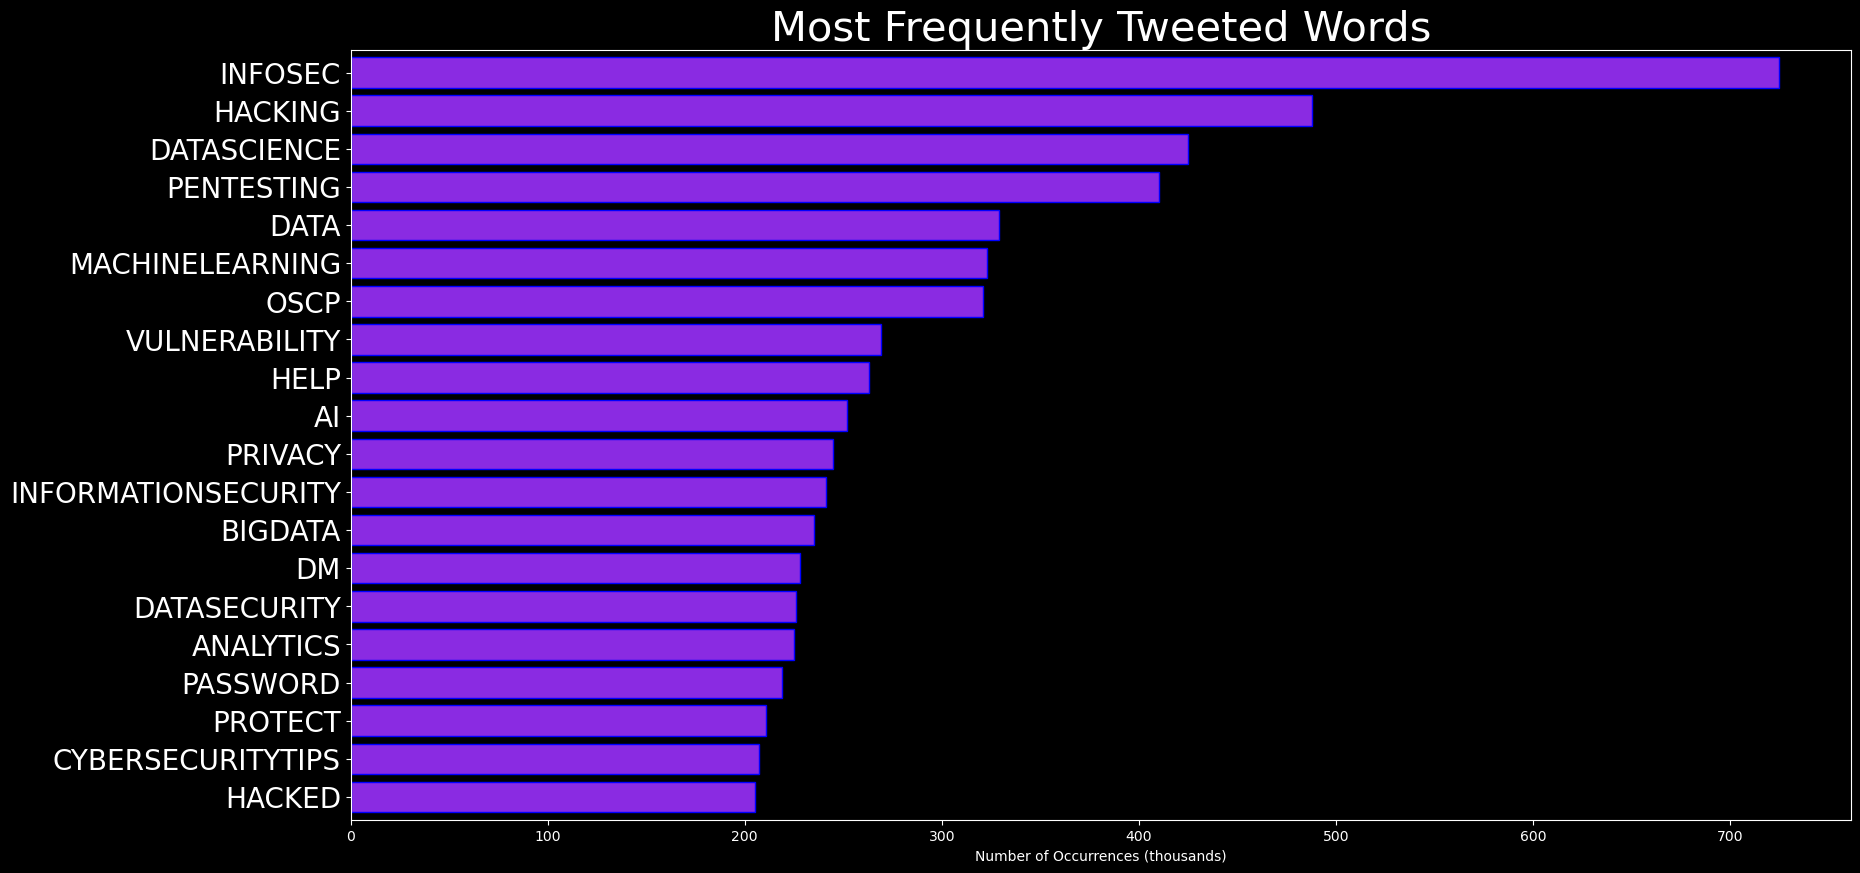 Most Frequently Tweeted Words
INFOSEC
HACKING
DATASCIENCE
PENTESTING
DATA
MACHINELEARNING
OSCP
VULNERABILITY
HELP
AI
PRIVACY
INFORMATIONSECURITY
BIGDATA
DM
DATASECURITY
ANALYTICS
PASSWORD
PROTECT
CYBERSECURITYTIPS
HACKED
0 100 200 300 400 500 600 700
Number of Occurrences (thousands)